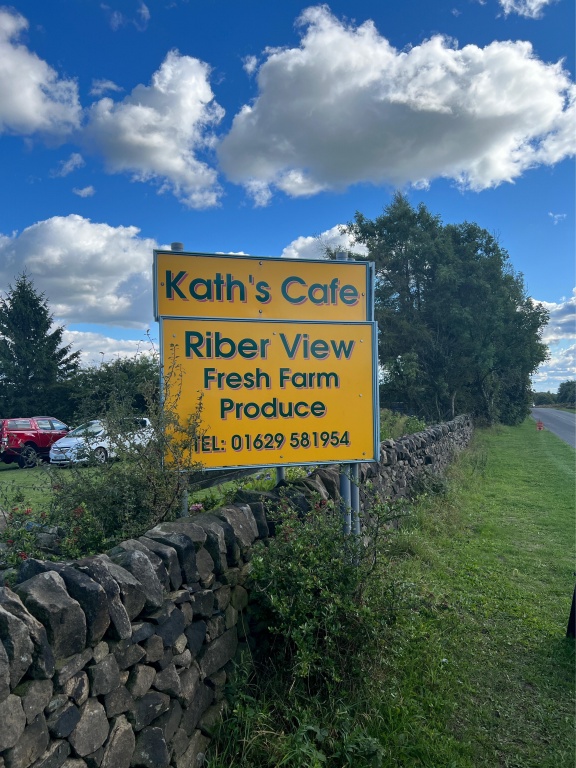 Kath's Cafe
Riber View
Fresh Farm
Produce
TEL: 01629 581954